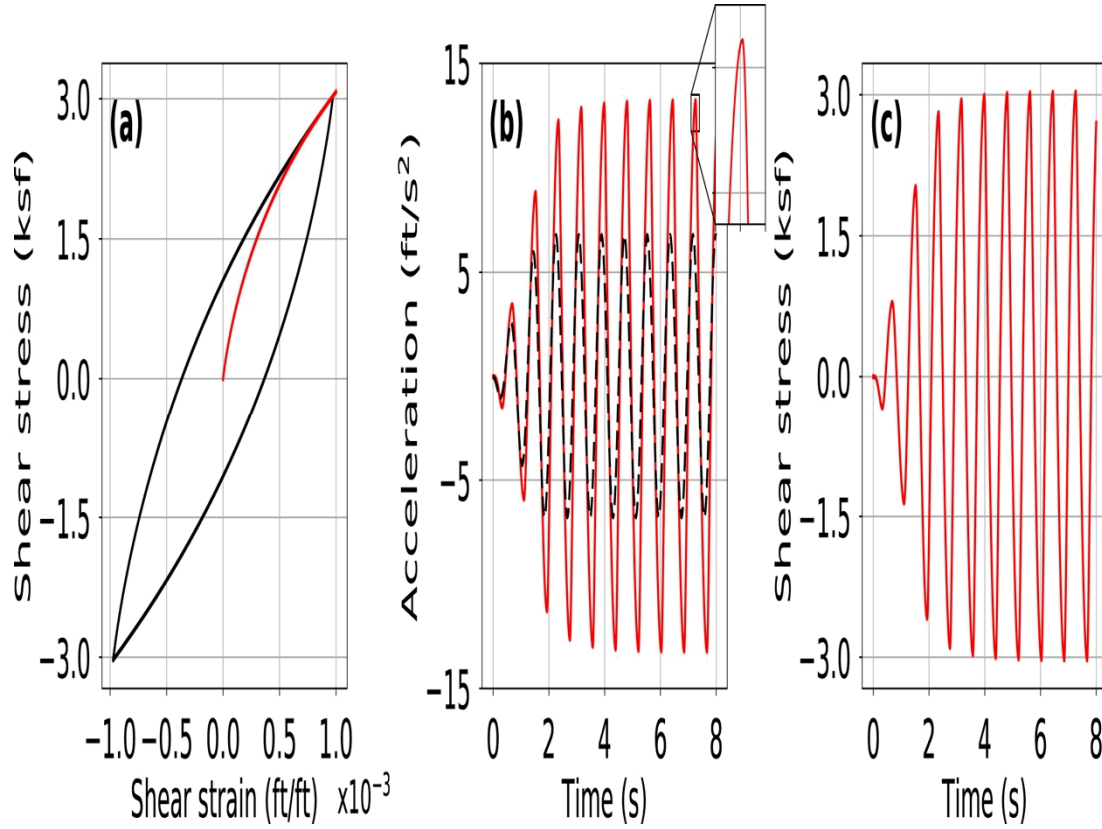 (a)
Shear stress (ksf)
3.0
1.5
0.0
−1.5
−3.0
−1.0
−0.5
0.0
0.5
1.0
Shear strain (ft/ft)
x10⁻³
(b)
Acceleration (ft/s²)
15
5
−5
−15
0
2
4
6
8
Time (s)
(c)
Shear stress (ksf)
3.0
1.5
0.0
−1.5
−3.0
0
2
4
6
8
Time (s)